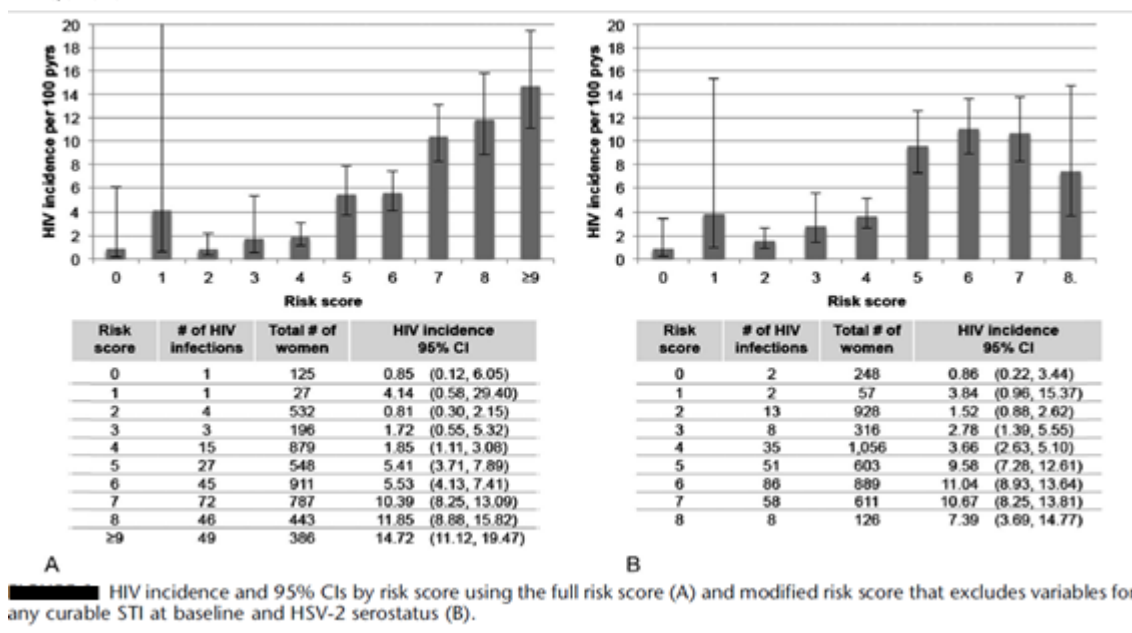 20 18 16 14 12 10 8 6 4 2 0
HIV incidence per 100 pyrs
0 1 2 3 4 5 6 7 8 ≥9
Risk score
Risk score # of HIV infections Total # of women HIV incidence 95% CI
0 1 125 0.85 (0.12, 6.05)
1 1 27 4.14 (0.58, 29.40)
2 4 532 0.81 (0.30, 2.15)
3 3 196 1.72 (0.55, 5.32)
4 15 879 1.85 (1.11, 3.08)
5 27 548 5.41 (3.71, 7.89)
6 45 911 5.53 (4.13, 7.41)
7 72 787 10.39 (8.25, 13.09)
8 46 443 11.85 (8.88, 15.82)
≥9 49 386 14.72 (11.12, 19.47)
A
20 18 16 14 12 10 8 6 4 2 0
HIV incidence per 100 prys
0 1 2 3 4 5 6 7 8.
Risk score
Risk score # of HIV infections Total # of women HIV incidence 95% CI
0 2 248 0.86 (0.22, 3.44)
1 2 57 3.84 (0.96, 15.37)
2 13 928 1.52 (0.88, 2.62)
3 8 316 2.78 (1.39, 5.55)
4 35 1,056 3.66 (2.63, 5.10)
5 51 603 9.58 (7.28, 12.61)
6 86 889 11.04 (8.93, 13.64)
7 58 611 10.67 (8.25, 13.81)
8 8 126 7.39 (3.69, 14.77)
B
HIV incidence and 95% CIs by risk score using the full risk score (A) and modified risk score that excludes variables for
any curable STI at baseline and HSV-2 serostatus (B).